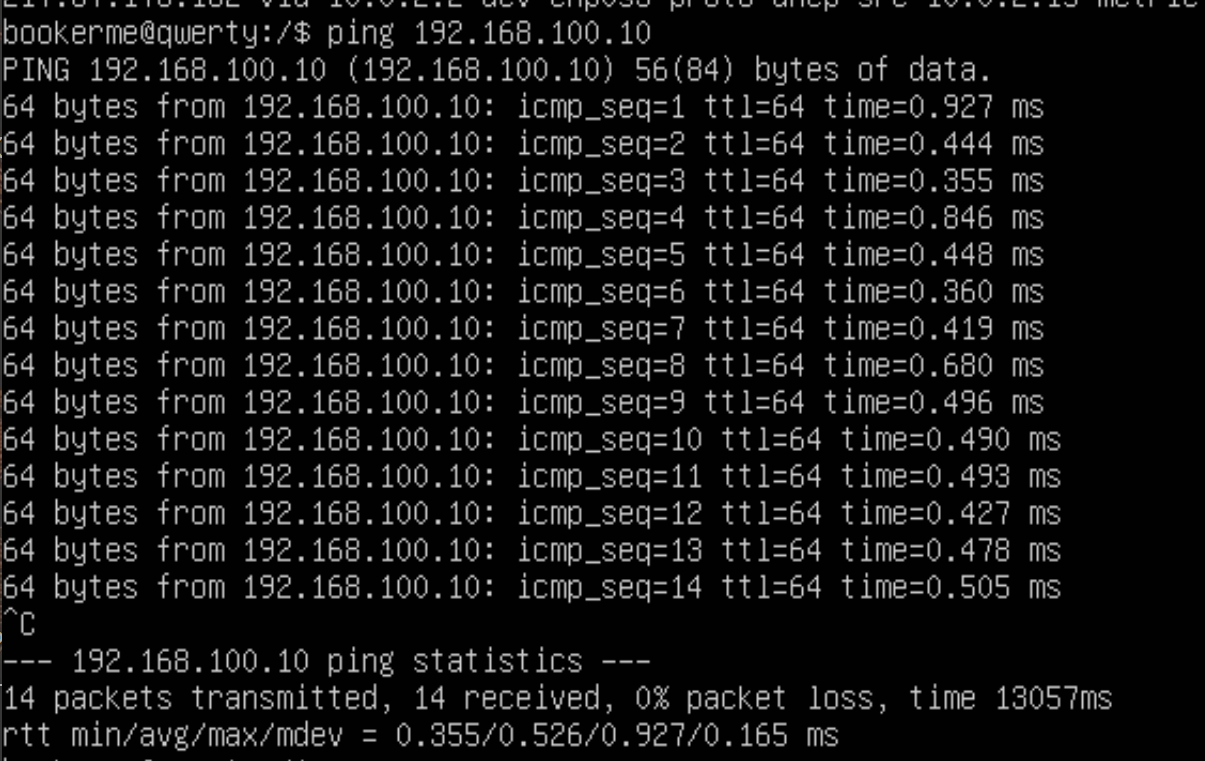 bookerme@qwerty:/$ ping 192.168.100.10
PING 192.168.100.10 (192.168.100.10) 56(84) bytes of data.
64 bytes from 192.168.100.10: icmp_seq=1 ttl=64 time=0.927 ms
64 bytes from 192.168.100.10: icmp_seq=2 ttl=64 time=0.444 ms
64 bytes from 192.168.100.10: icmp_seq=3 ttl=64 time=0.355 ms
64 bytes from 192.168.100.10: icmp_seq=4 ttl=64 time=0.846 ms
64 bytes from 192.168.100.10: icmp_seq=5 ttl=64 time=0.448 ms
64 bytes from 192.168.100.10: icmp_seq=6 ttl=64 time=0.360 ms
64 bytes from 192.168.100.10: icmp_seq=7 ttl=64 time=0.419 ms
64 bytes from 192.168.100.10: icmp_seq=8 ttl=64 time=0.680 ms
64 bytes from 192.168.100.10: icmp_seq=9 ttl=64 time=0.496 ms
64 bytes from 192.168.100.10: icmp_seq=10 ttl=64 time=0.490 ms
64 bytes from 192.168.100.10: icmp_seq=11 ttl=64 time=0.493 ms
64 bytes from 192.168.100.10: icmp_seq=12 ttl=64 time=0.427 ms
64 bytes from 192.168.100.10: icmp_seq=13 ttl=64 time=0.478 ms
64 bytes from 192.168.100.10: icmp_seq=14 ttl=64 time=0.505 ms
^C
--- 192.168.100.10 ping statistics ---
14 packets transmitted, 14 received, 0% packet loss, time 13057ms
rtt min/avg/max/mdev = 0.355/0.526/0.927/0.165 ms